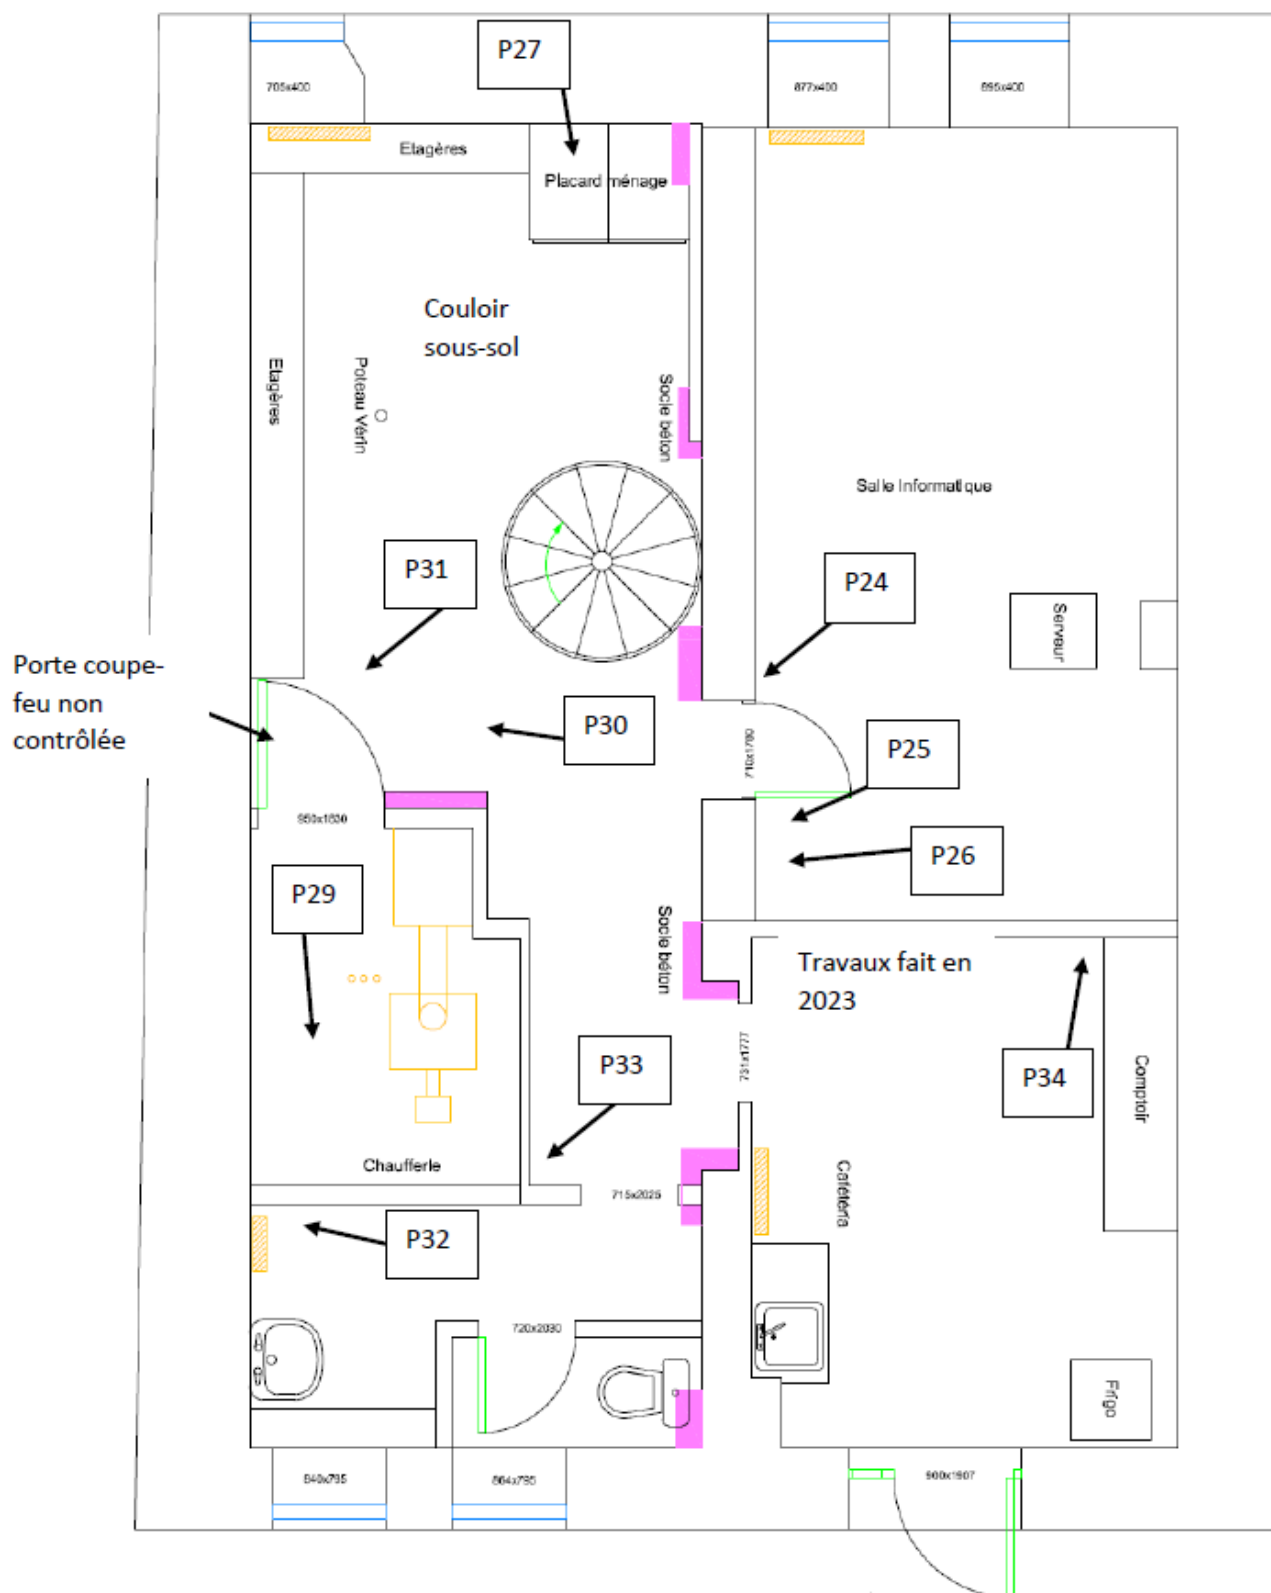 P27
705x400
877x400
895x400
Etagères
Placard ménage
Couloir
sous-sol
Etagères
Poteau Vérin
Socle béton
Salle Informatique
P31
P24
Serveur
Porte coupe-
feu non
contrôlée
P30
710x1780
P25
950x1830
P26
P29
Socle béton
Travaux fait en
2023
P33
731x1777
P34
Comptoir
Chaufferie
715x2025
Cafétéria
P32
720x2030
Frigo
840x795
864x795
900x1907